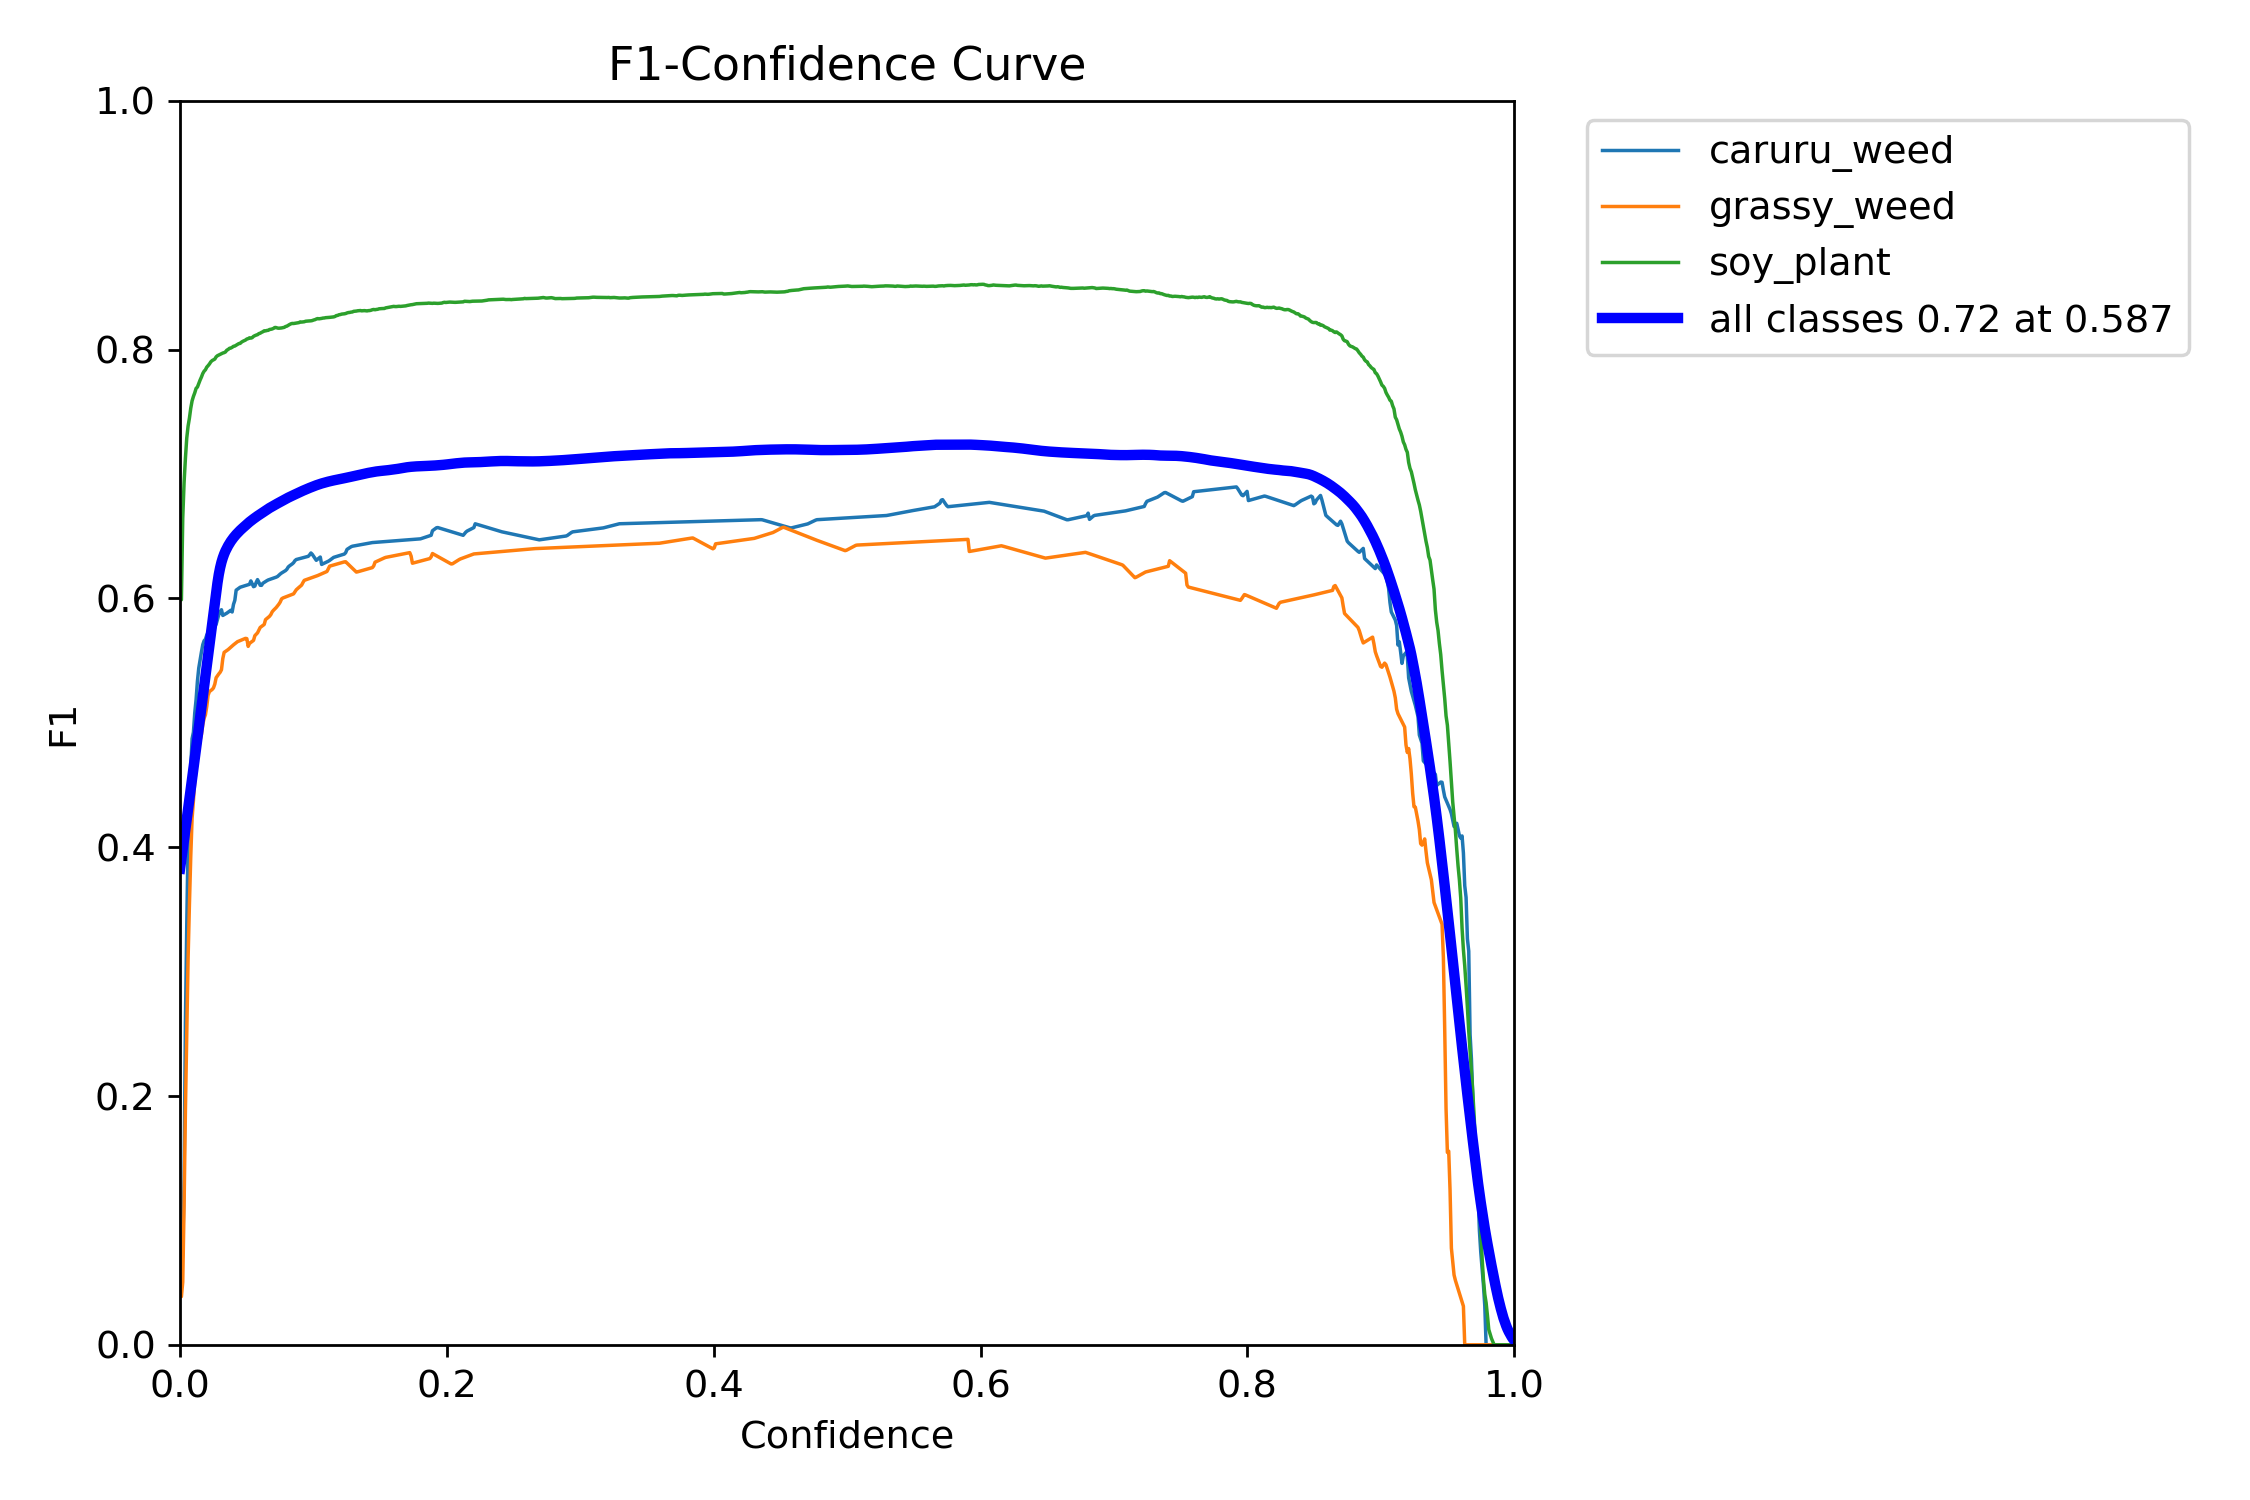 F1-Confidence Curve
1.0
0.8
0.6
0.4
0.2
0.0
F1
0.0 0.2 0.4 0.6 0.8 1.0
Confidence
caruru_weed
grassy_weed
soy_plant
all classes 0.72 at 0.587